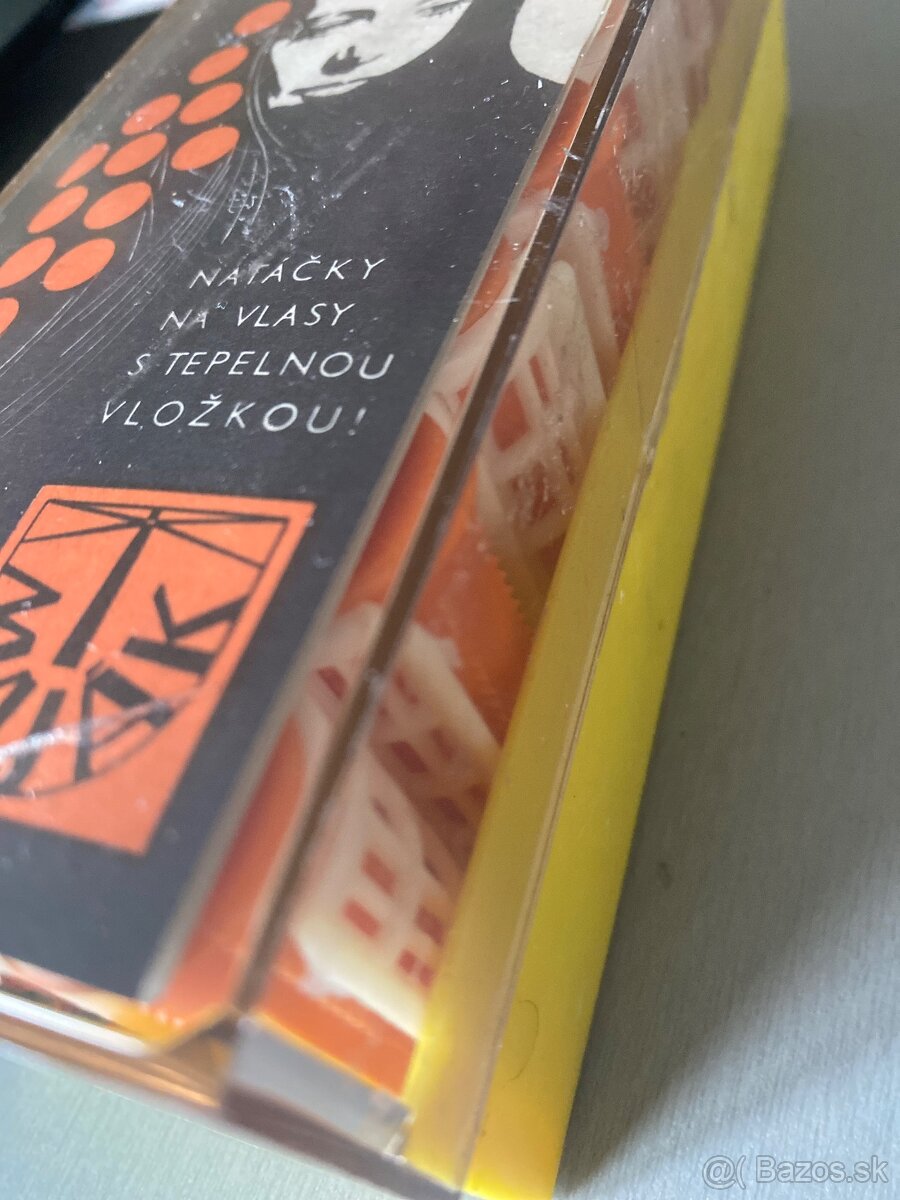 NATÁČKY
NA VLASY
S TEPELNOU
VLOŽKOU!
@( Bazos.sk